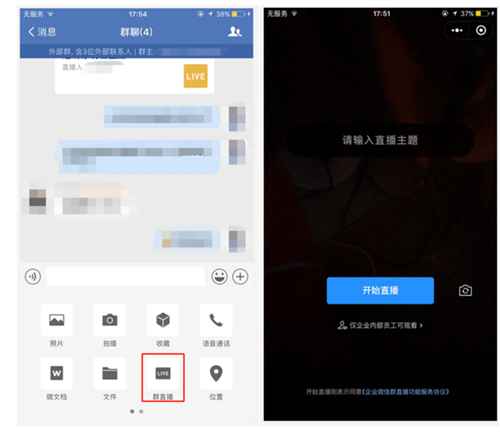 无服务
17:54
38%
消息
群聊(4)
外部群, 含3位外部联系人 | 群主:
直播人
LIVE
照片
拍摄
收藏
语音通话
W
LIVE
微文档
文件
群直播
位置
无服务
17:51
37%
请输入直播主题
开始直播
仅企业内部员工可观看
开始直播则表示同意《企业微信群直播功能服务协议》